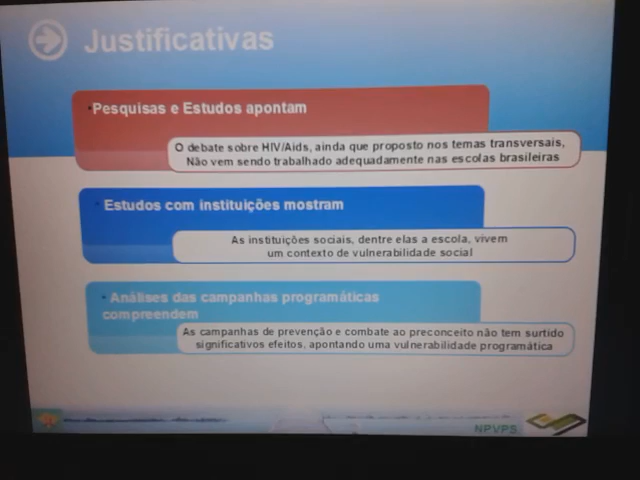 Justificativas
•Pesquisas e Estudos apontam
O debate sobre HIV/Aids, ainda que proposto nos temas transversais,
Não vem sendo trabalhado adequadamente nas escolas brasileiras
• Estudos com instituições mostram
As instituições sociais, dentre elas a escola, vivem
um contexto de vulnerabilidade social
• Análises das campanhas programáticas
compreendem
As campanhas de prevenção e combate ao preconceito não tem surtido
significativos efeitos, apontando uma vulnerabilidade programática
NPVPS